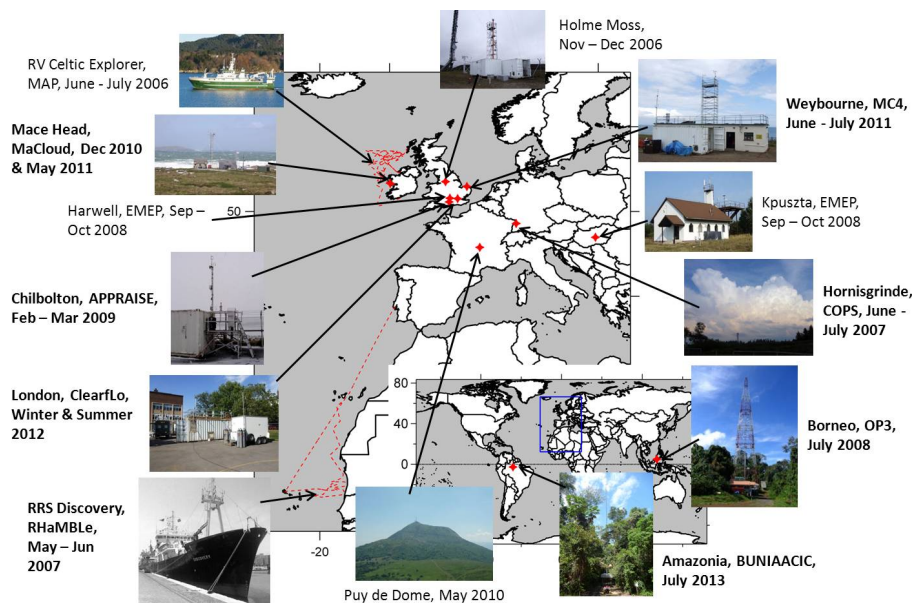 Holme Moss,
Nov – Dec 2006
RV Celtic Explorer,
MAP, June - July 2006
Weybourne, MC4,
June - July 2011
Mace Head,
MaCloud, Dec 2010
& May 2011
Harwell, EMEP, Sep –
Oct 2008
50
Kpuszta, EMEP,
Sep – Oct 2008
Chilbolton, APPRAISE,
Feb – Mar 2009
Hornisgrinde,
COPS, June -
July 2007
London, ClearfLo,
Winter & Summer
2012
80
40
0
Borneo, OP3,
July 2008
RRS Discovery,
RHaMBLe,
May – Jun
2007
-20
Amazonia, BUNIAACIC,
July 2013
Puy de Dome, May 2010